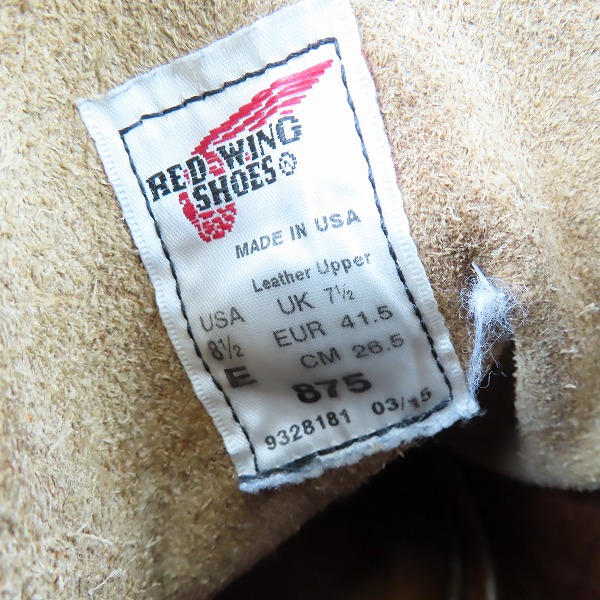 RED WING
SHOES®
MADE IN USA
Leather Upper
USA UK 7½
8½ EUR 41.5
E CM 26.5
875
9328181 03/15